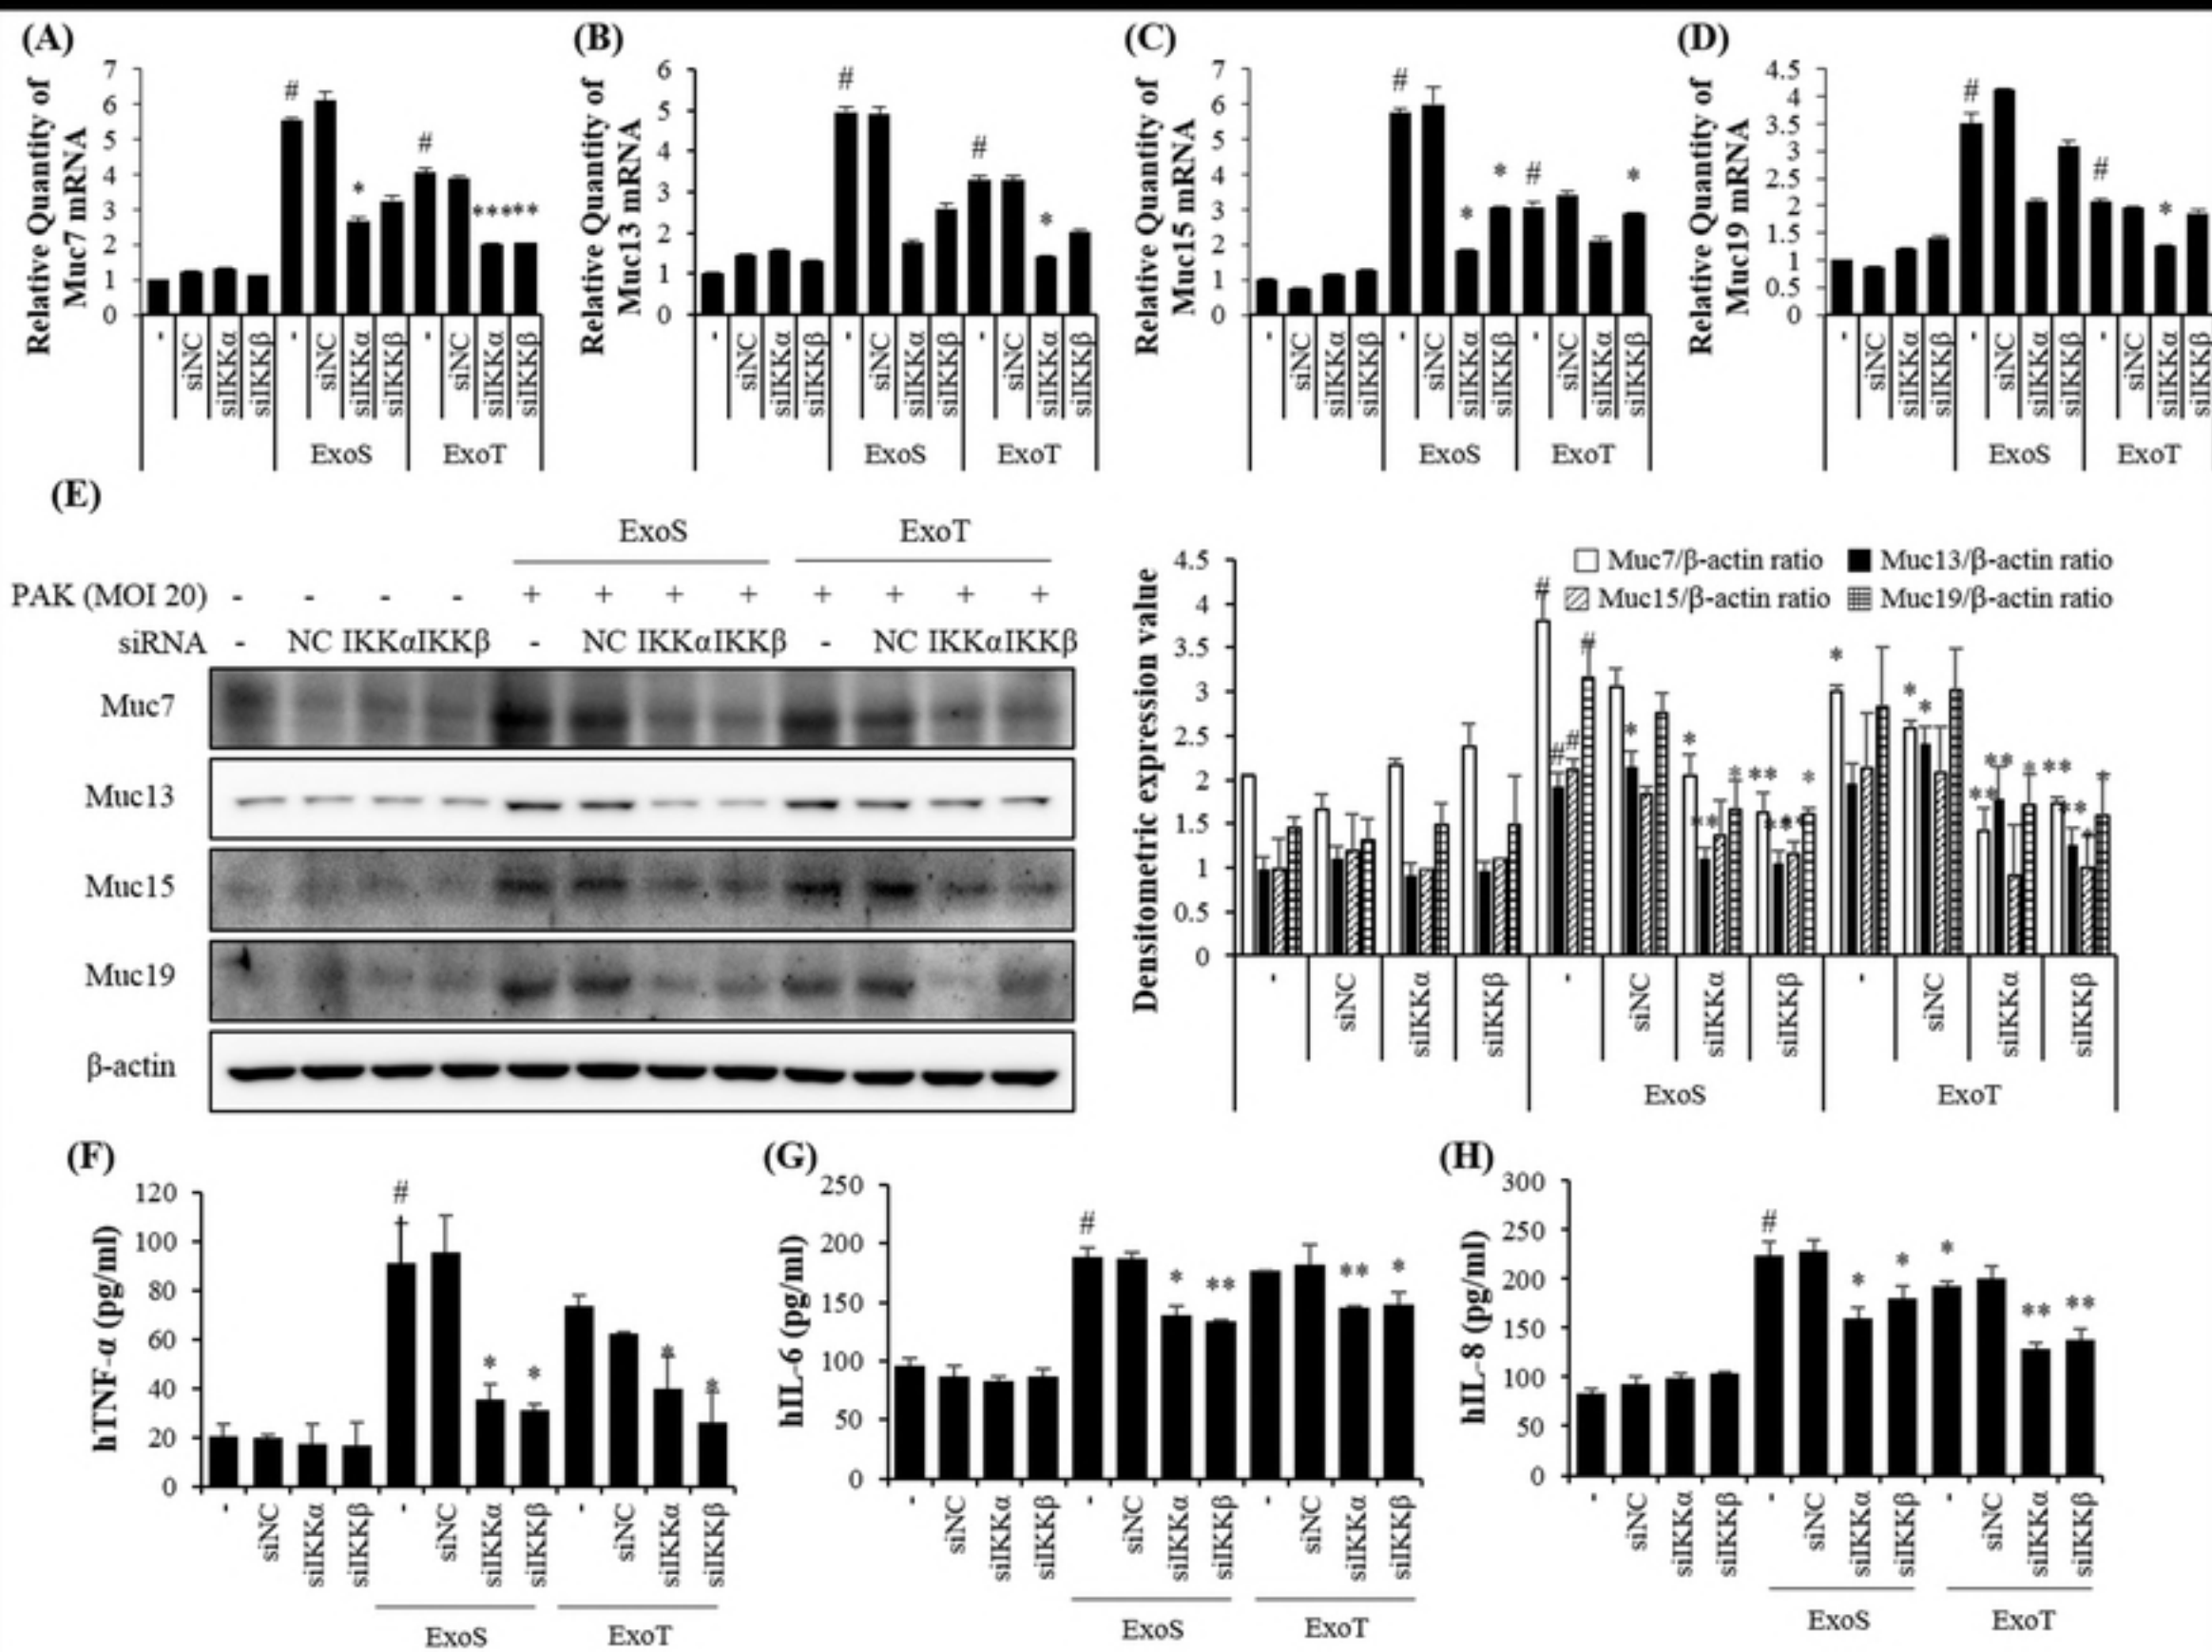 (A)
Relative Quantity of
Muc7 mRNA
7
6
5
4
3
2
1
0
#
*
#
*****
- siNC siIKKα siIKKβ - siNC siIKKα siIKKβ - siNC siIKKα siIKKβ
ExoS ExoT
(B)
Relative Quantity of
Muc13 mRNA
6
5
4
3
2
1
0
#
#
*
- siNC siIKKα siIKKβ - siNC siIKKα siIKKβ - siNC siIKKα siIKKβ
ExoS ExoT
(C)
Relative Quantity of
Muc15 mRNA
7
6
5
4
3
2
1
0
#
*
*
#
*
- siNC siIKKα siIKKβ - siNC siIKKα siIKKβ - siNC siIKKα siIKKβ
ExoS ExoT
(D)
Relative Quantity of
Muc19 mRNA
4.5
4
3.5
3
2.5
2
1.5
1
0.5
0
#
#
*
- siNC siIKKα siIKKβ - siNC siIKKα siIKKβ - siNC siIKKα siIKKβ
ExoS ExoT
(E)
ExoS ExoT
PAK (MOI 20) - - - - + + + + + + + +
siRNA - NC IKKαIKKβ - NC IKKαIKKβ - NC IKKαIKKβ
Muc7
Muc13
Muc15
Muc19
β-actin
Densitometric expression value
4.5
4
3.5
3
2.5
2
1.5
1
0.5
0
Muc7/β-actin ratio Muc13/β-actin ratio
Muc15/β-actin ratio Muc19/β-actin ratio
- siNC siIKKα siIKKβ - siNC siIKKα siIKKβ - siNC siIKKα siIKKβ
ExoS ExoT
(F)
hTNF-α (pg/ml)
120
100
80
60
40
20
0
#
*
*
*
*
- siNC siIKKα siIKKβ - siNC siIKKα siIKKβ - siNC siIKKα siIKKβ
ExoS ExoT
(G)
hIL-6 (pg/ml)
250
200
150
100
50
0
#
*
**
**
*
- siNC siIKKα siIKKβ - siNC siIKKα siIKKβ - siNC siIKKα siIKKβ
ExoS ExoT
(H)
hIL-8 (pg/ml)
300
250
200
150
100
50
0
#
*
*
*
**
**
- siNC siIKKα siIKKβ - siNC siIKKα siIKKβ - siNC siIKKα siIKKβ
ExoS ExoT